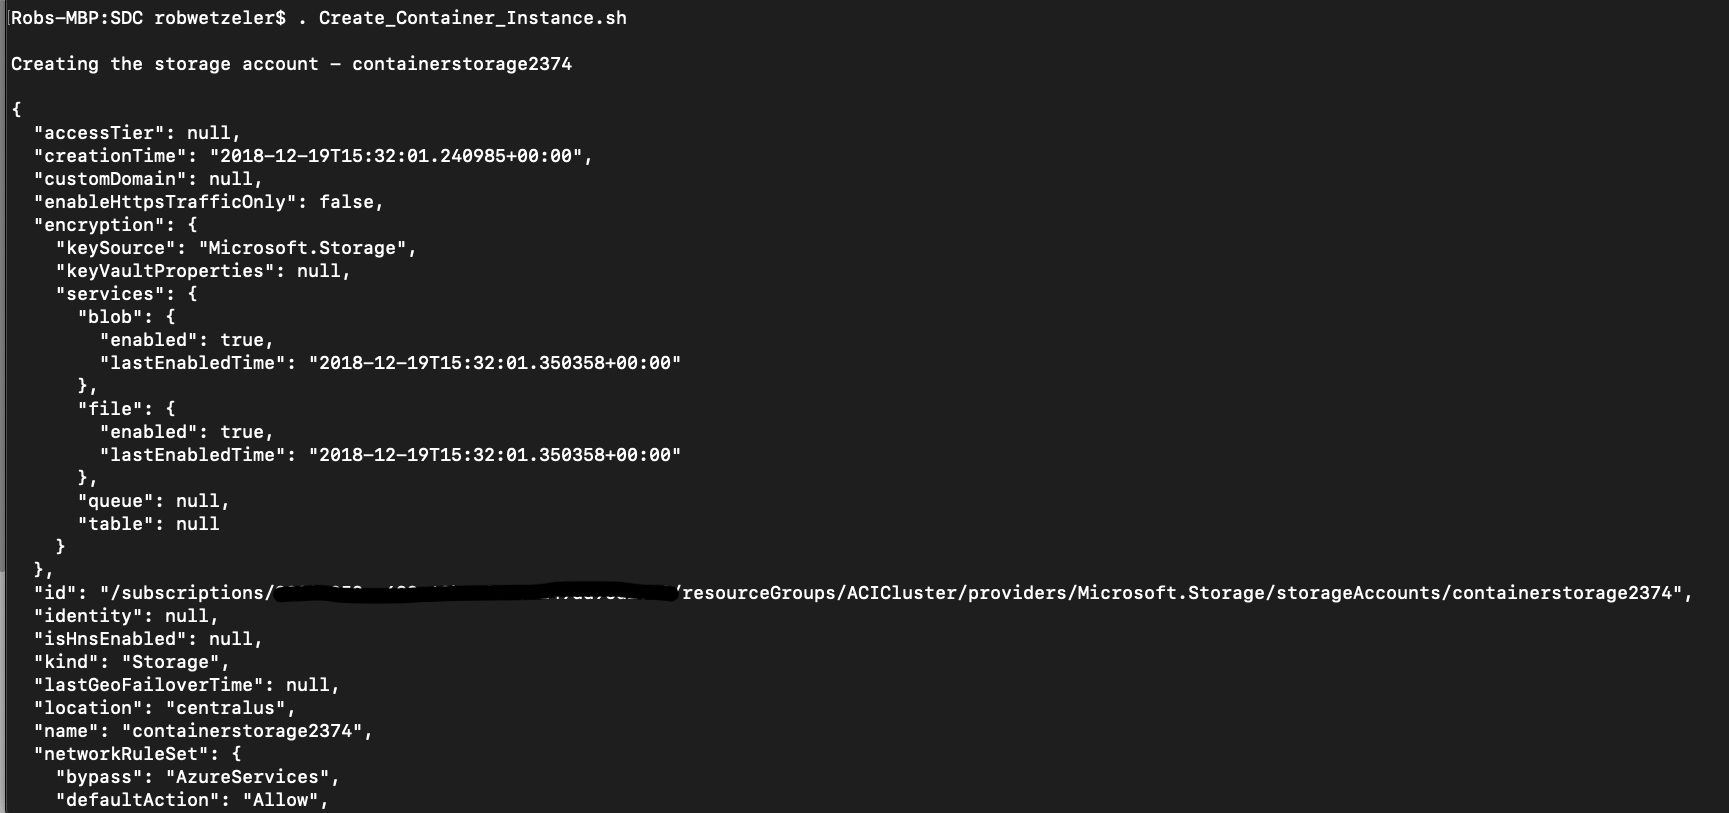 Robs-MBP:SDC robwetzeler$ . Create_Container_Instance.sh
Creating the storage account - containerstorage2374
{
"accessTier": null,
"creationTime": "2018-12-19T15:32:01.240985+00:00",
"customDomain": null,
"enableHttpsTrafficOnly": false,
"encryption": {
"keySource": "Microsoft.Storage",
"keyVaultProperties": null,
"services": {
"blob": {
"enabled": true,
"lastEnabledTime": "2018-12-19T15:32:01.350358+00:00"
},
"file": {
"enabled": true,
"lastEnabledTime": "2018-12-19T15:32:01.350358+00:00"
},
"queue": null,
"table": null
}
},
"id": "/subscriptions/ /resourceGroups/ACICluster/providers/Microsoft.Storage/storageAccounts/containerstorage2374",
"identity": null,
"isHnsEnabled": null,
"kind": "Storage",
"lastGeoFailoverTime": null,
"location": "centralus",
"name": "containerstorage2374",
"networkRuleSet": {
"bypass": "AzureServices",
"defaultAction": "Allow",